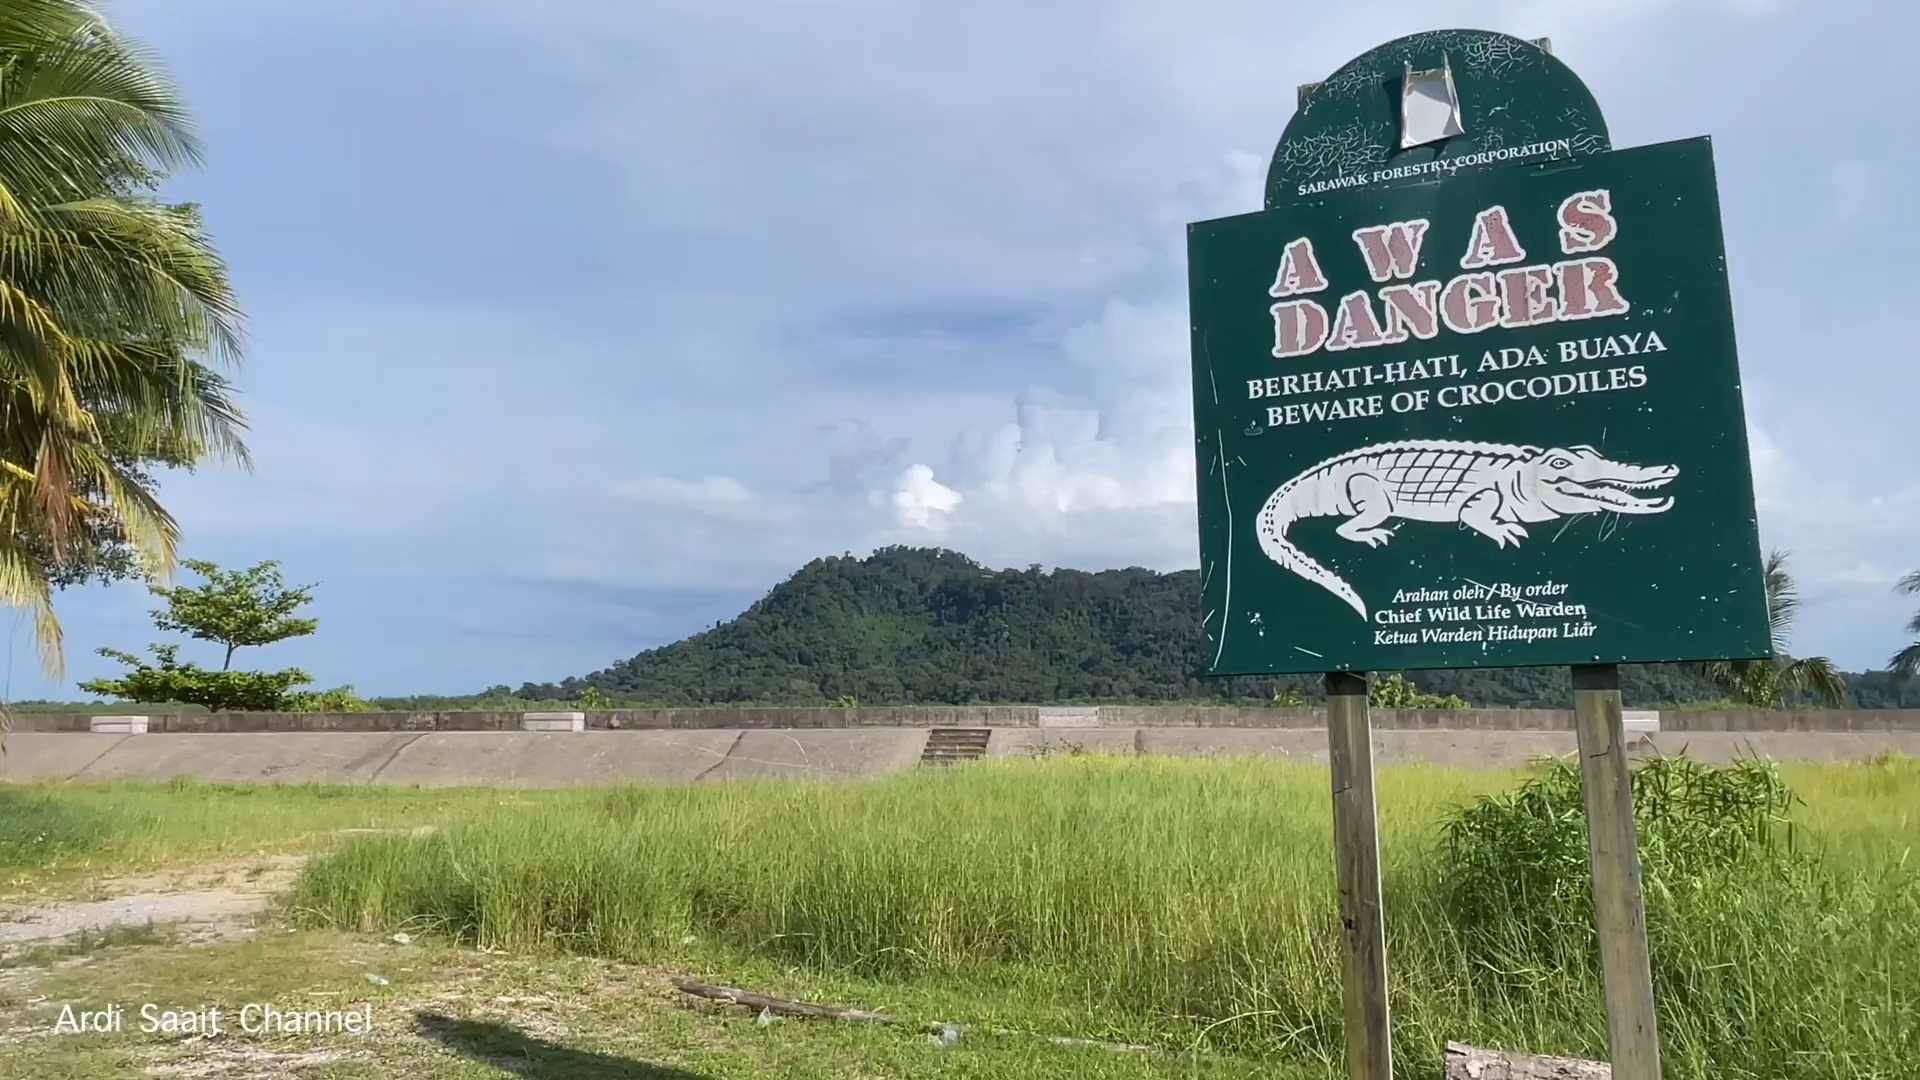 SARAWAK FORESTRY CORPORATION
AWAS
DANGER
BERHATI-HATI, ADA BUAYA
BEWARE OF CROCODILES
Arahan oleh / By order
Chief Wild Life Warden
Ketua Warden Hidupan Liar
Ardi Saait Channel